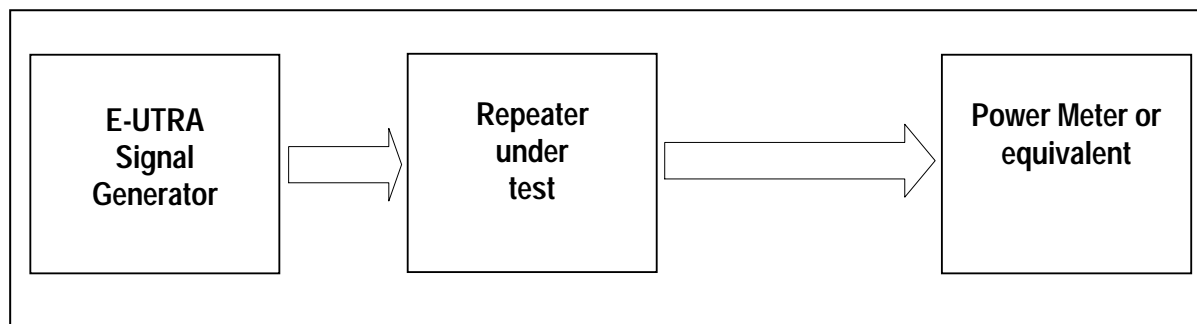 E-UTRA
Signal
Generator
Repeater
under
test
Power Meter or
equivalent